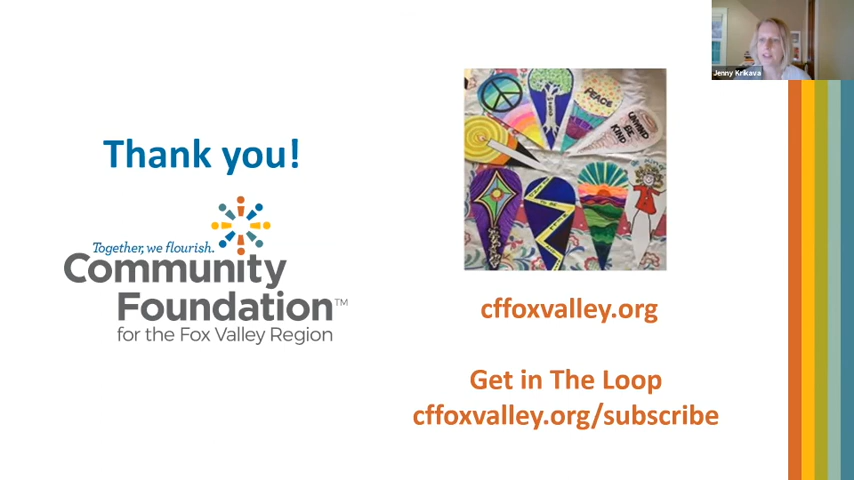 Jenny Krikava
Thank you!
Together, we flourish.
Community
Foundation™
for the Fox Valley Region
PEACE
UNWIND
BE
KIND
cffoxvalley.org
Get in The Loop
cffoxvalley.org/subscribe